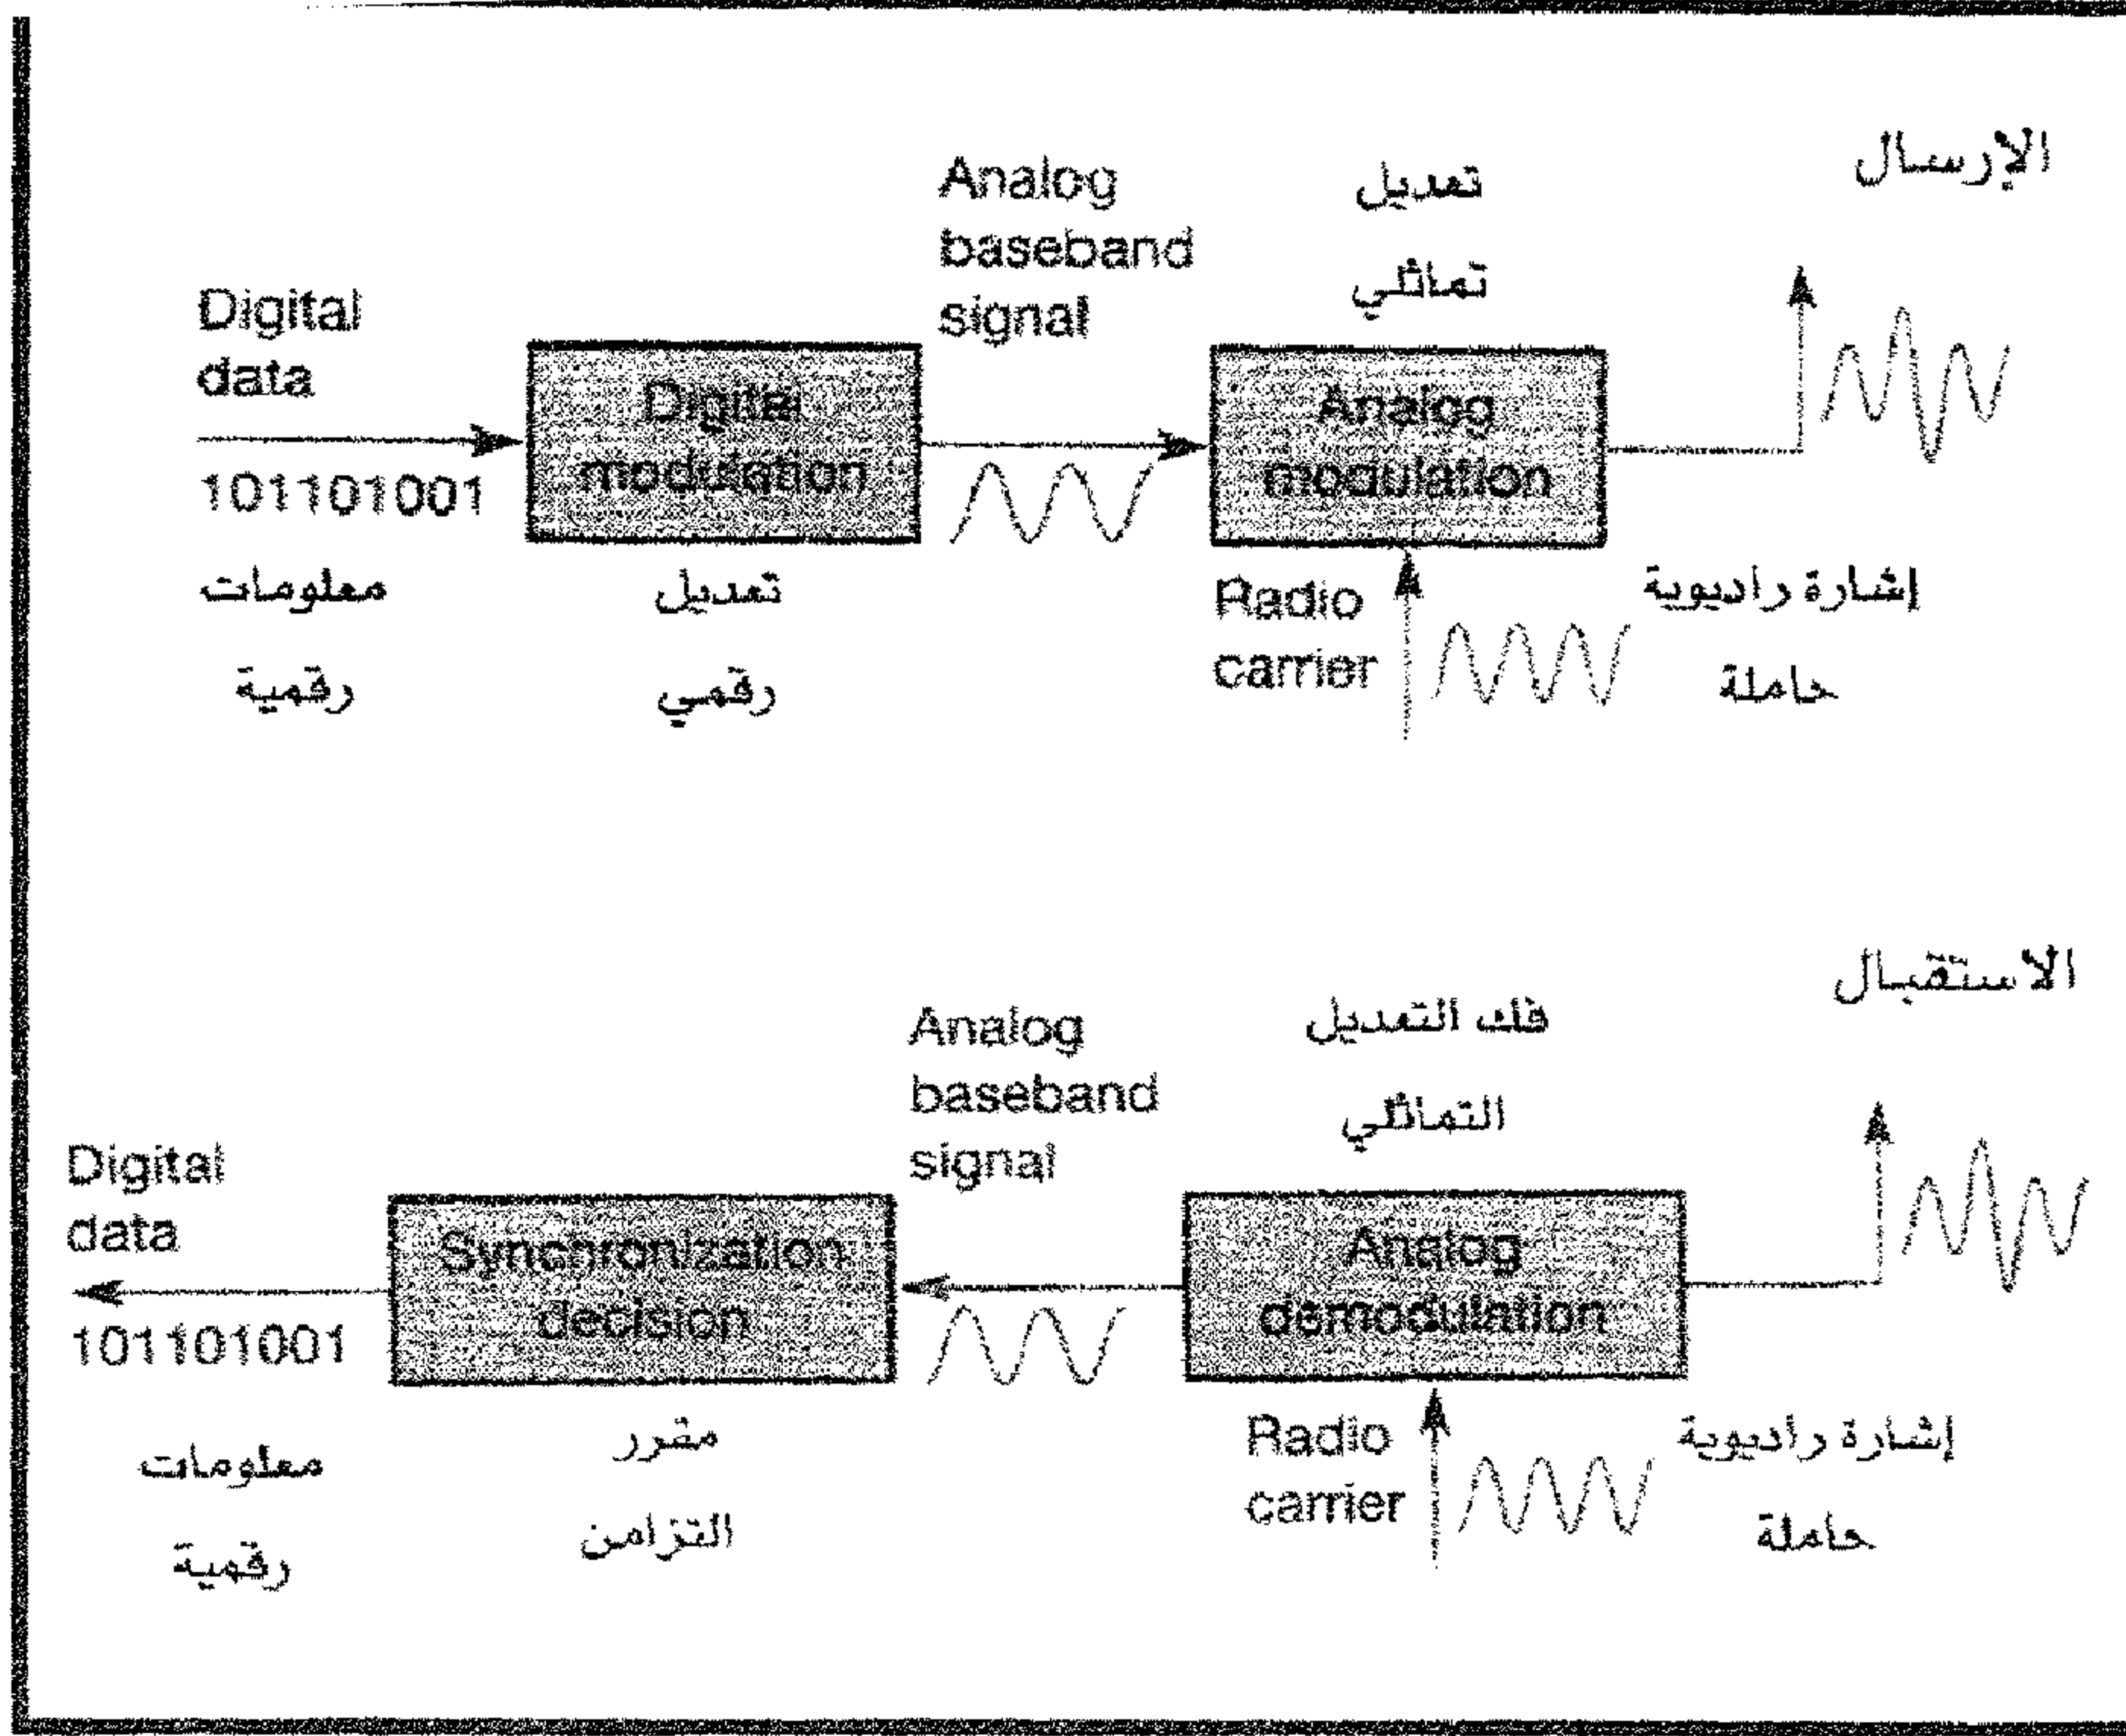 الإرسال
Analog
baseband
signal
تعديل
تماثلي
Digital
data
101101001
معلومات
رقمية
Digital
modulation
تعديل
رقمي
Analog
modulation
Radio
carrier
إشارة راديوية
حاملة
الاستقبال
Analog
baseband
signal
فك التعديل
التماثلي
Digital
data
101101001
معلومات
رقمية
Synchronization
decision
مقرر
التزامن
Analog
demodulation
Radio
carrier
إشارة راديوية
حاملة